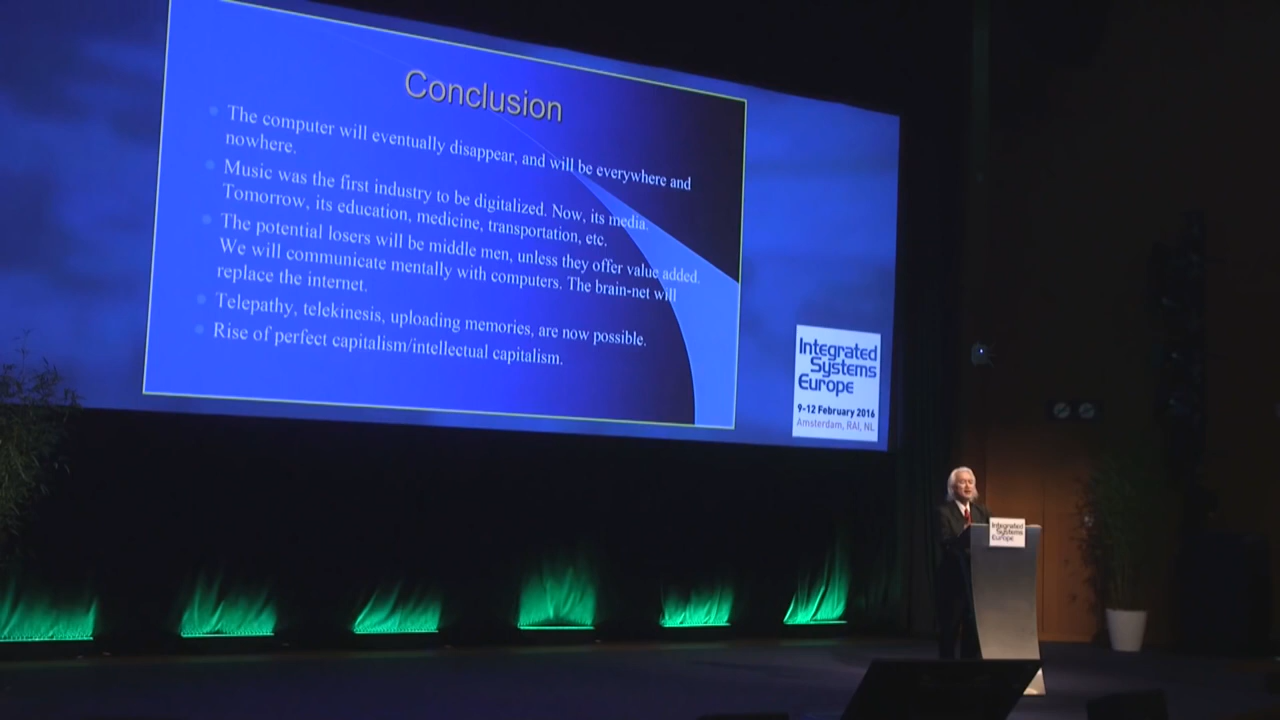 Conclusion
The computer will eventually disappear, and will be everywhere and
nowhere.
Music was the first industry to be digitalized. Now, its media.
Tomorrow, its education, medicine, transportation, etc.
The potential losers will be middle men, unless they offer value added.
We will communicate mentally with computers. The brain-net will
replace the internet.
Telepathy, telekinesis, uploading memories, are now possible.
Rise of perfect capitalism/intellectual capitalism.
Integrated
Systems
Europe
9-12 February 2016
Amsterdam, RAI, NL
Integrated
Systems
Europe